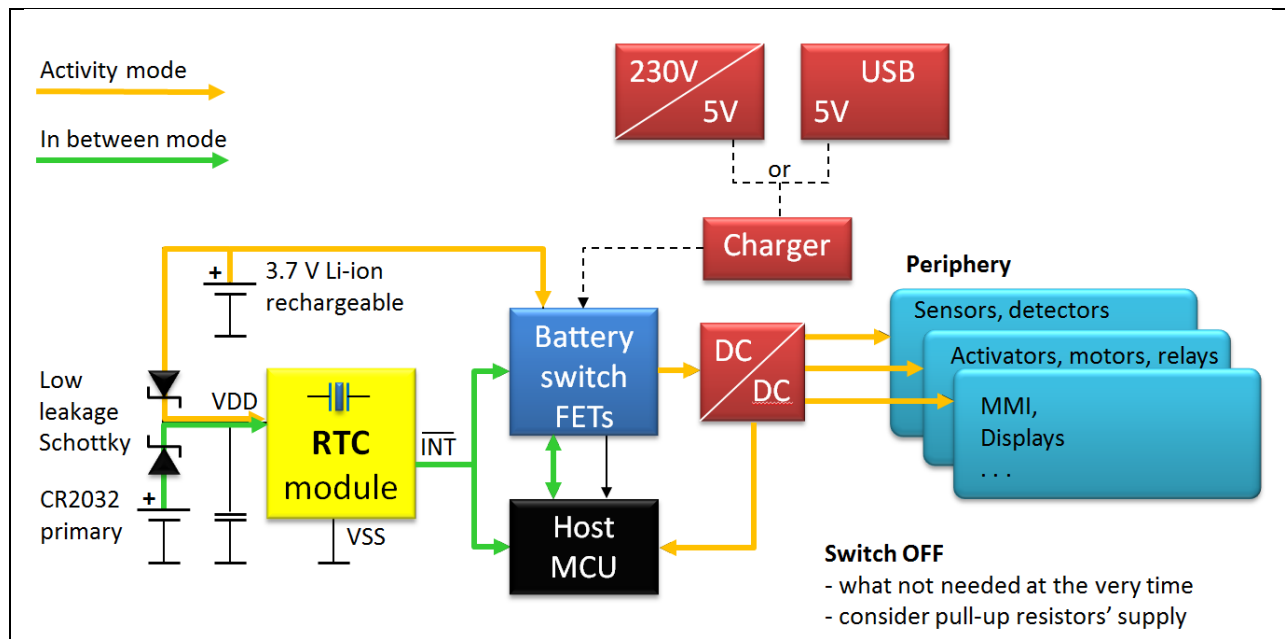 Activity mode
In between mode
230V
5V
USB
5V
or
Charger
+
3.7 V Li-ion
rechargeable
Periphery
Sensors, detectors
Activators, motors, relays
MMI,
Displays
. . .
Battery
switch
FETs
DC
DC
Low
leakage
Schottky
VDD
RTC
module
INT
CR2032
primary
+
VSS
Host
MCU
Switch OFF
- what not needed at the very time
- consider pull-up resistors’ supply